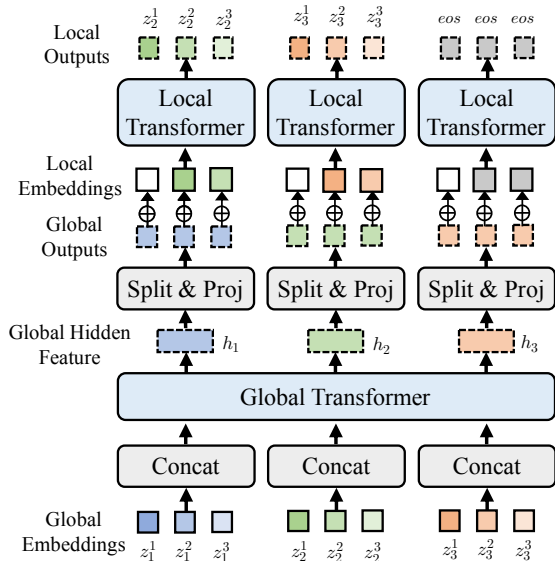 Local Outputs z_2^1 z_2^2 z_2^3 z_3^1 z_3^2 z_3^3 eos eos eos
Local Transformer Local Transformer Local Transformer
Local Embeddings
Global Outputs
Split & Proj Split & Proj Split & Proj
Global Hidden Feature h_1 h_2 h_3
Global Transformer
Concat Concat Concat
Global Embeddings z_1^1 z_1^2 z_1^3 z_2^1 z_2^2 z_2^3 z_3^1 z_3^2 z_3^3